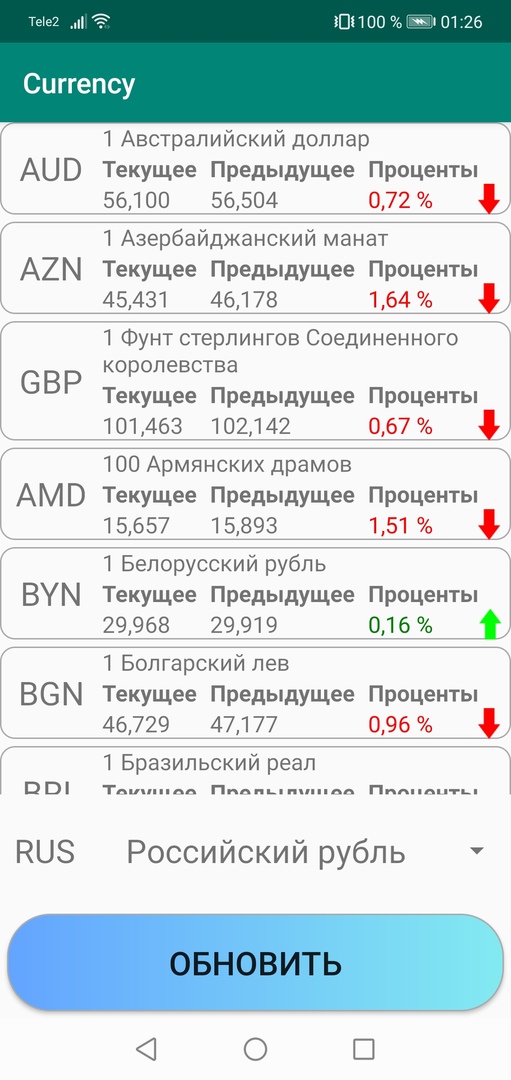 Tele2 100 % 01:26
Currency
1 Австралийский доллар
AUD Текущее Предыдущее Проценты
56,100 56,504 0,72 %
1 Азербайджанский манат
AZN Текущее Предыдущее Проценты
45,431 46,178 1,64 %
1 Фунт стерлингов Соединенного
королевства
GBP Текущее Предыдущее Проценты
101,463 102,142 0,67 %
100 Армянских драмов
AMD Текущее Предыдущее Проценты
15,657 15,893 1,51 %
1 Белорусский рубль
BYN Текущее Предыдущее Проценты
29,968 29,919 0,16 %
1 Болгарский лев
BGN Текущее Предыдущее Проценты
46,729 47,177 0,96 %
1 Бразильский реал
BRL Текущее Предыдущее Проценты
RUS Российский рубль
ОБНОВИТЬ